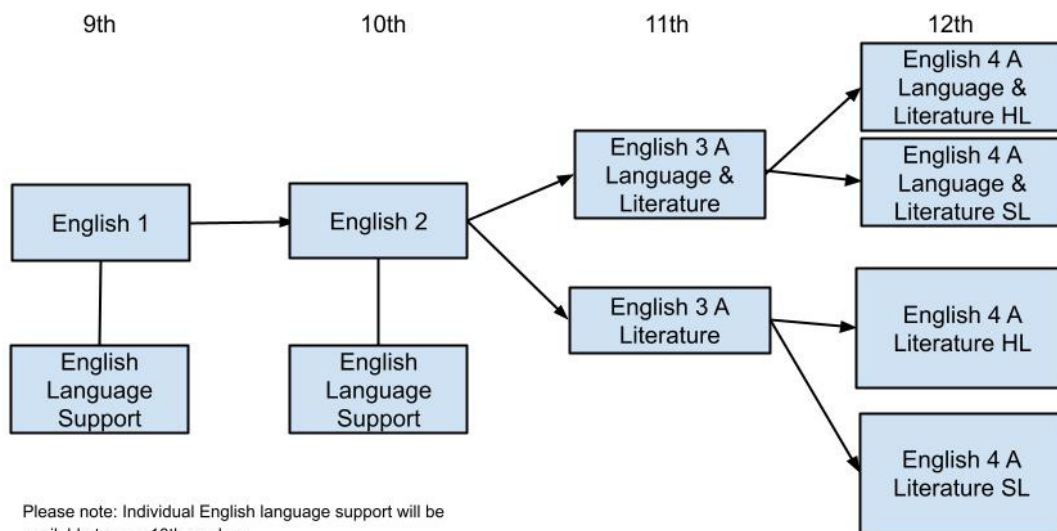 9th
10th
11th
12th
English 1
English
Language
Support
English 2
English
Language
Support
English 3 A
Language &
Literature
English 3 A
Literature
English 4 A
Language &
Literature HL
English 4 A
Language &
Literature SL
English 4 A
Literature HL
English 4 A
Literature SL
Please note: Individual English language support will be